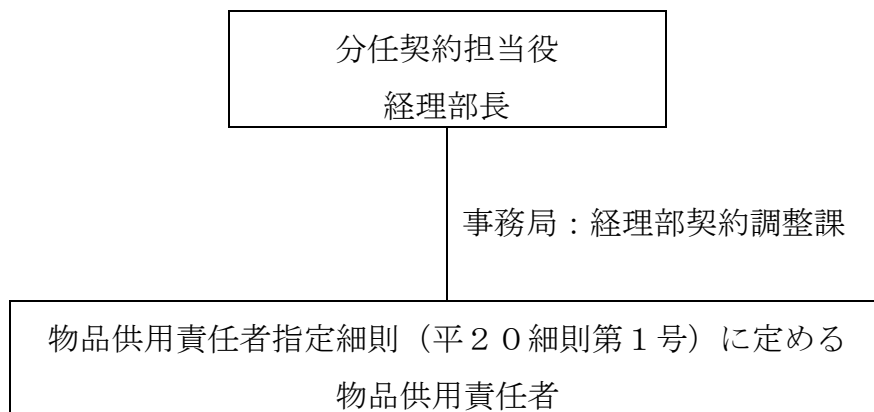 分任契約担当役
経理部長
事務局：経理部契約調整課
物品供用責任者指定細則（平２０細則第１号）に定める
物品供用責任者